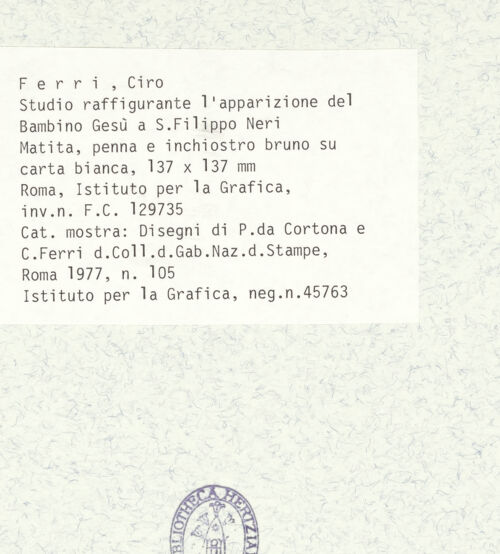 F e r r i , Ciro
Studio raffigurante l'apparizione del
Bambino Gesù a S.Filippo Neri
Matita, penna e inchiostro bruno su
carta bianca, 137 x 137 mm
Roma, Istituto per la Grafica,
inv.n. F.C. 129735
Cat. mostra: Disegni di P.da Cortona e
C.Ferri d.Coll.d.Gab.Naz.d.Stampe,
Roma 1977, n. 105
Istituto per la Grafica, neg.n.45763
BLIOTHECA HERTZIA